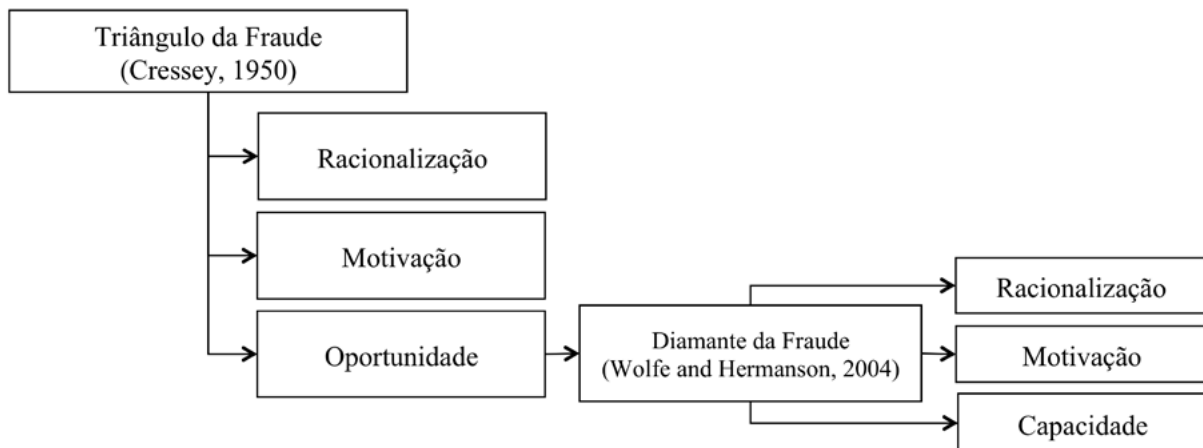 Triângulo da Fraude
(Cressey, 1950)
Racionalização
Motivação
Oportunidade
Diamante da Fraude
(Wolfe and Hermanson, 2004)
Racionalização
Motivação
Capacidade